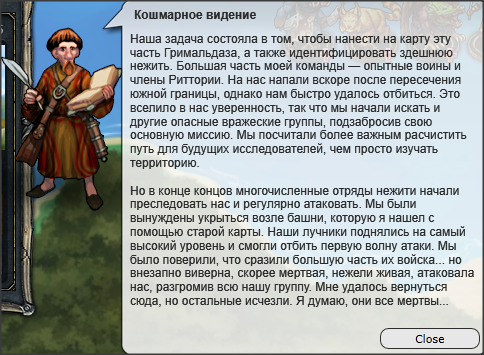 Кошмарное видение
Наша задача состояла в том, чтобы нанести на карту эту
часть Гримальдаза, а также идентифицировать здешнюю
нежить. Большая часть моей команды — опытные воины и
члены Риттории. На нас напали вскоре после пересечения
южной границы, однако нам быстро удалось отбиться. Это
вселило в нас уверенность, так что мы начали искать и
другие опасные вражеские группы, подзабросив свою
основную миссию. Мы посчитали более важным расчистить
путь для будущих исследователей, чем просто изучать
территорию.
Но в конце концов многочисленные отряды нежити начали
преследовать нас и регулярно атаковать. Мы были
вынуждены укрыться возле башни, которую я нашел с
помощью старой карты. Наши лучники поднялись на самый
высокий уровень и смогли отбить первую волну атаки. Мы
было поверили, что сразили большую часть их войска... но
внезапно виверна, скорее мертвая, нежели живая, атаковала
нас, разгромив всю нашу группу. Мне удалось вернуться
сюда, но остальные исчезли. Я думаю, они все мертвы...
Close